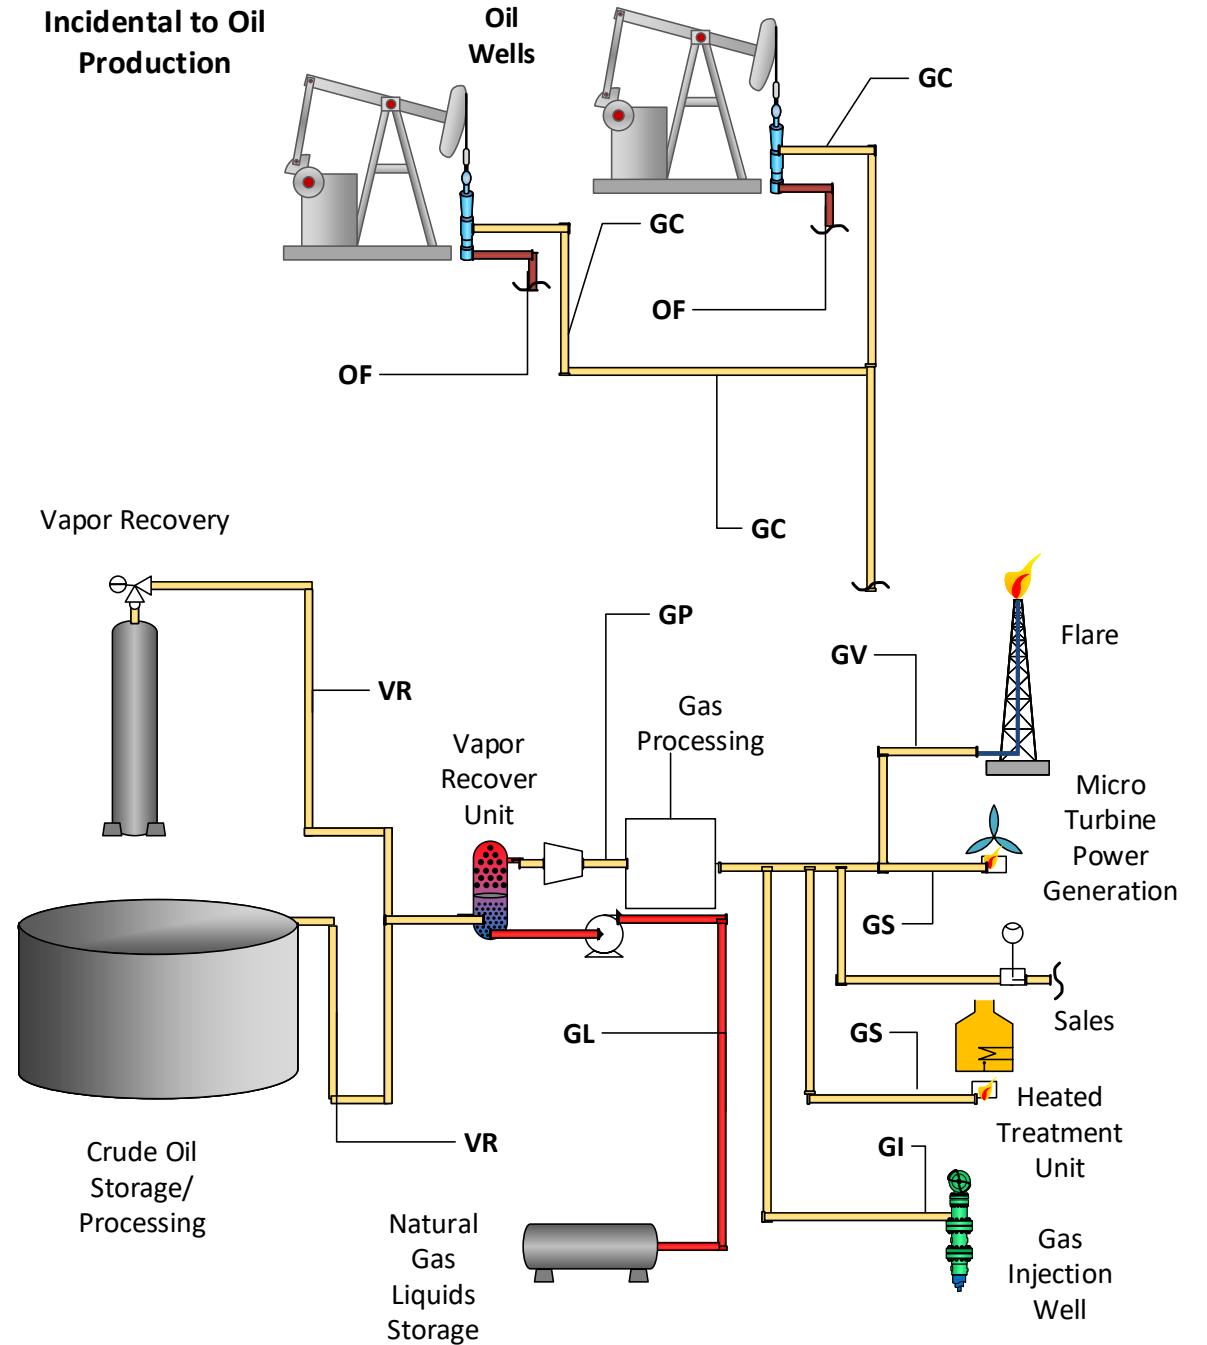 Incidental to Oil
Production
Oil
Wells
GC
GC
OF
OF
GC
Vapor Recovery
GP
Flare
GV
VR
Gas
Processing
Vapor
Recover
Unit
Micro
Turbine
Power
Generation
GS
Sales
GL
GS
Heated
Treatment
Unit
VR
GI
Crude Oil
Storage/
Processing
Natural
Gas
Liquids
Storage
Gas
Injection
Well